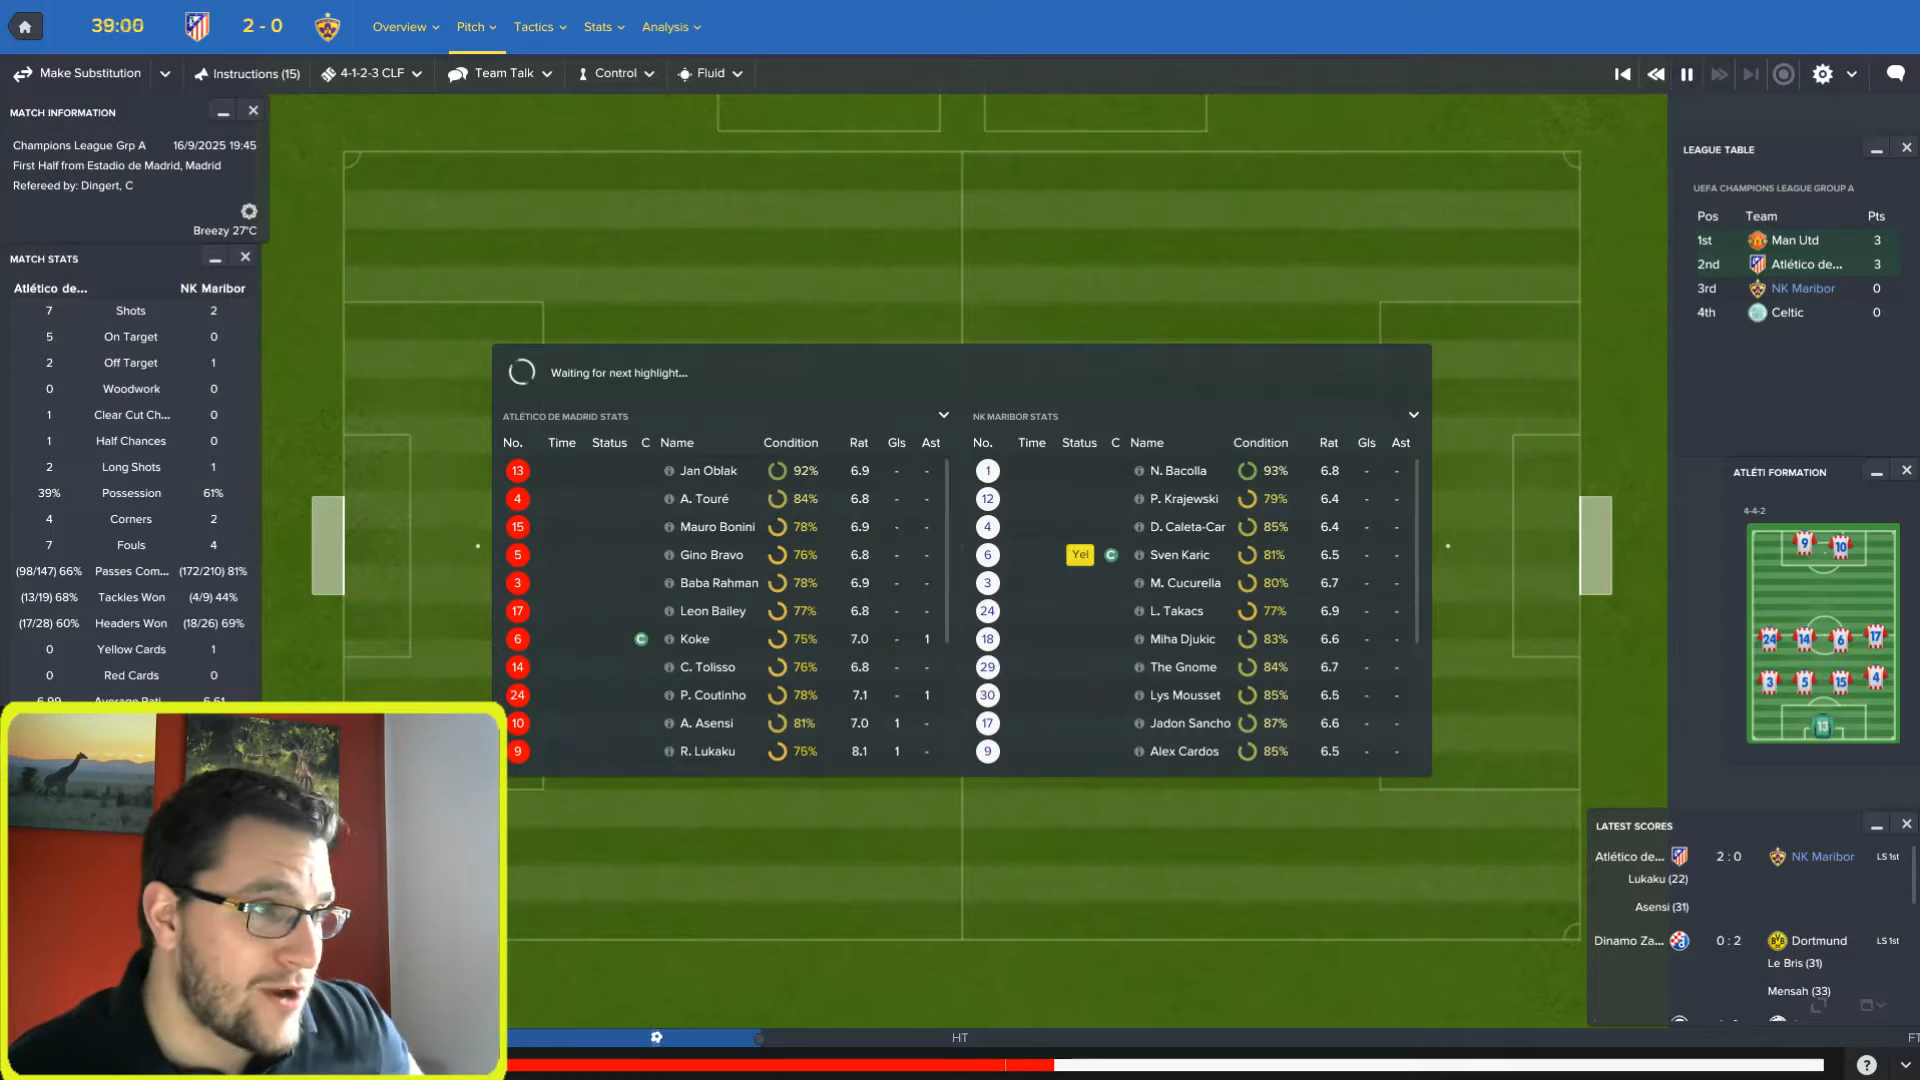 39:00 2 - 0 Overview Pitch Tactics Stats Analysis
Make Substitution Instructions (15) 4-1-2-3 CLF Team Talk Control Fluid
MATCH INFORMATION
Champions League Grp A 16/9/2025 19:45
First Half from Estadio de Madrid, Madrid
Refereed by: Dingert, C
Breezy 27°C
MATCH STATS
Atlético de... NK Maribor
7 Shots 2
5 On Target 0
2 Off Target 1
0 Woodwork 0
1 Clear Cut Ch... 0
1 Half Chances 0
2 Long Shots 1
39% Possession 61%
4 Corners 2
7 Fouls 4
(98/147) 66% Passes Com... (172/210) 81%
(13/19) 68% Tackles Won (4/9) 44%
(17/28) 60% Headers Won (18/26) 69%
0 Yellow Cards 1
0 Red Cards 0
6.99 Average Rati... 6.61
Waiting for next highlight...
ATLÉTICO DE MADRID STATS
No. Time Status C Name Condition Rat Gls Ast
13 Jan Oblak 92% 6.9 - -
4 A. Touré 84% 6.8 - -
15 Mauro Bonini 78% 6.9 - -
5 Gino Bravo 76% 6.8 - -
3 Baba Rahman 78% 6.9 - -
17 Leon Bailey 77% 6.8 - -
6 C Koke 75% 7.0 - 1
14 C. Tolisso 76% 6.8 - -
24 P. Coutinho 78% 7.1 - 1
10 A. Asensi 81% 7.0 1 -
9 R. Lukaku 75% 8.1 1 -
NK MARIBOR STATS
No. Time Status C Name Condition Rat Gls Ast
1 N. Bacolla 93% 6.8 - -
12 P. Krajewski 79% 6.4 - -
4 D. Caleta-Car 85% 6.4 - -
6 Yel C Sven Karic 81% 6.5 - -
3 M. Cucurella 80% 6.7 - -
24 L. Takacs 77% 6.9 - -
18 Miha Djukic 83% 6.6 - -
29 The Gnome 84% 6.7 - -
30 Lys Mousset 85% 6.5 - -
17 Jadon Sancho 87% 6.6 - -
9 Alex Cardos 85% 6.5 - -
LEAGUE TABLE
UEFA CHAMPIONS LEAGUE GROUP A
Pos Team Pts
1st Man Utd 3
2nd Atlético de... 3
3rd NK Maribor 0
4th Celtic 0
ATLÉTI FORMATION
4-4-2
9 10
24 14 6 17
3 5 15 4
13
LATEST SCORES
Atlético de... 2 : 0 NK Maribor LS 1st
Lukaku (22)
Asensi (31)
Dinamo Za... 0 : 2 Dortmund LS 1st
Le Bris (31)
Mensah (33)
HT FT
?